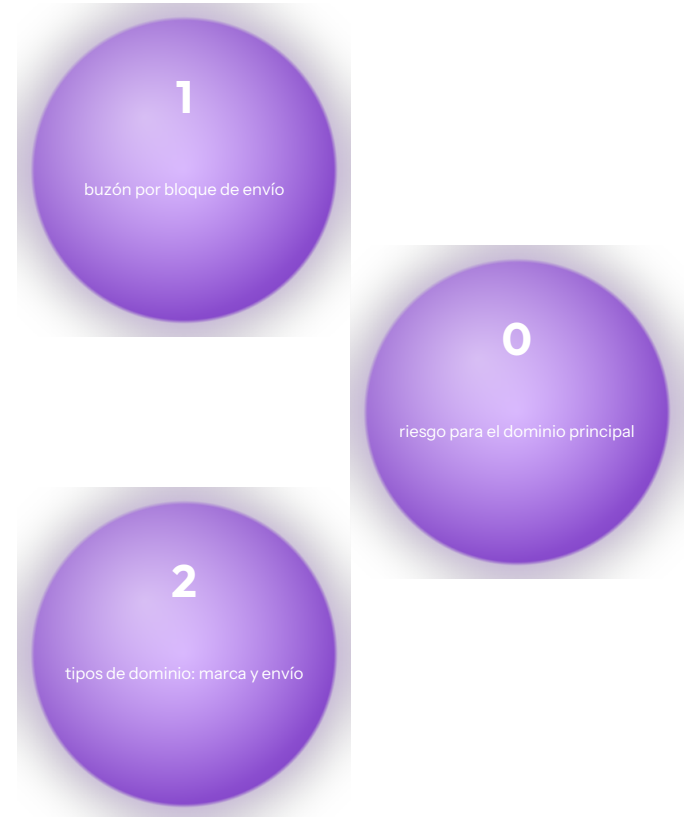 1
buzón por bloque de envío
0
riesgo para el dominio principal
2
tipos de dominio: marca y envío